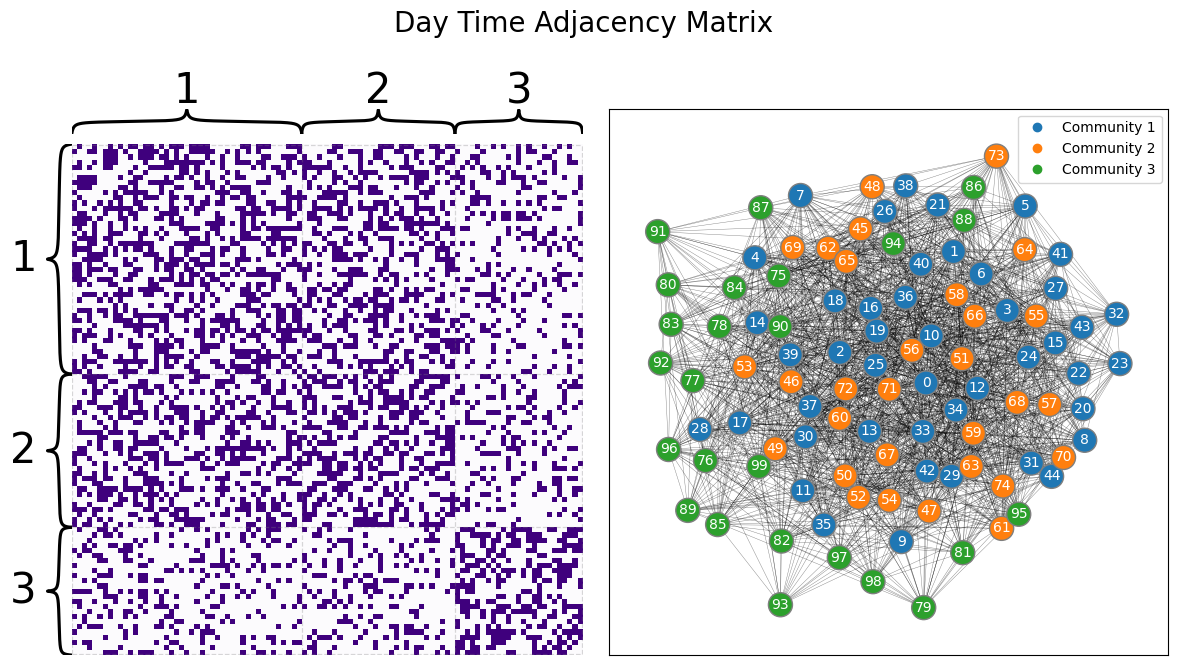 Day Time Adjacency Matrix
1 2 3
1
2
3
Community 1
Community 2
Community 3
73
48 38 86
7 26 21 5
87 88
91 45
69 62 94 64
4 65 40 1 41
75 6
80 84 27
18 16 36 58
3 32
83 78 14 90 66 55 43
19 10 15
39 2 56 51 24
92 53 25 23
77 46 72 71 0 12 22
37 68 57 20
60 34
28 17 30 13 33 59 8
96 49
76 99 67 70
50 42 29 63 31 44
11 52 54 74
89 85 35 47 95 61
82 9
97 81
98
93 79